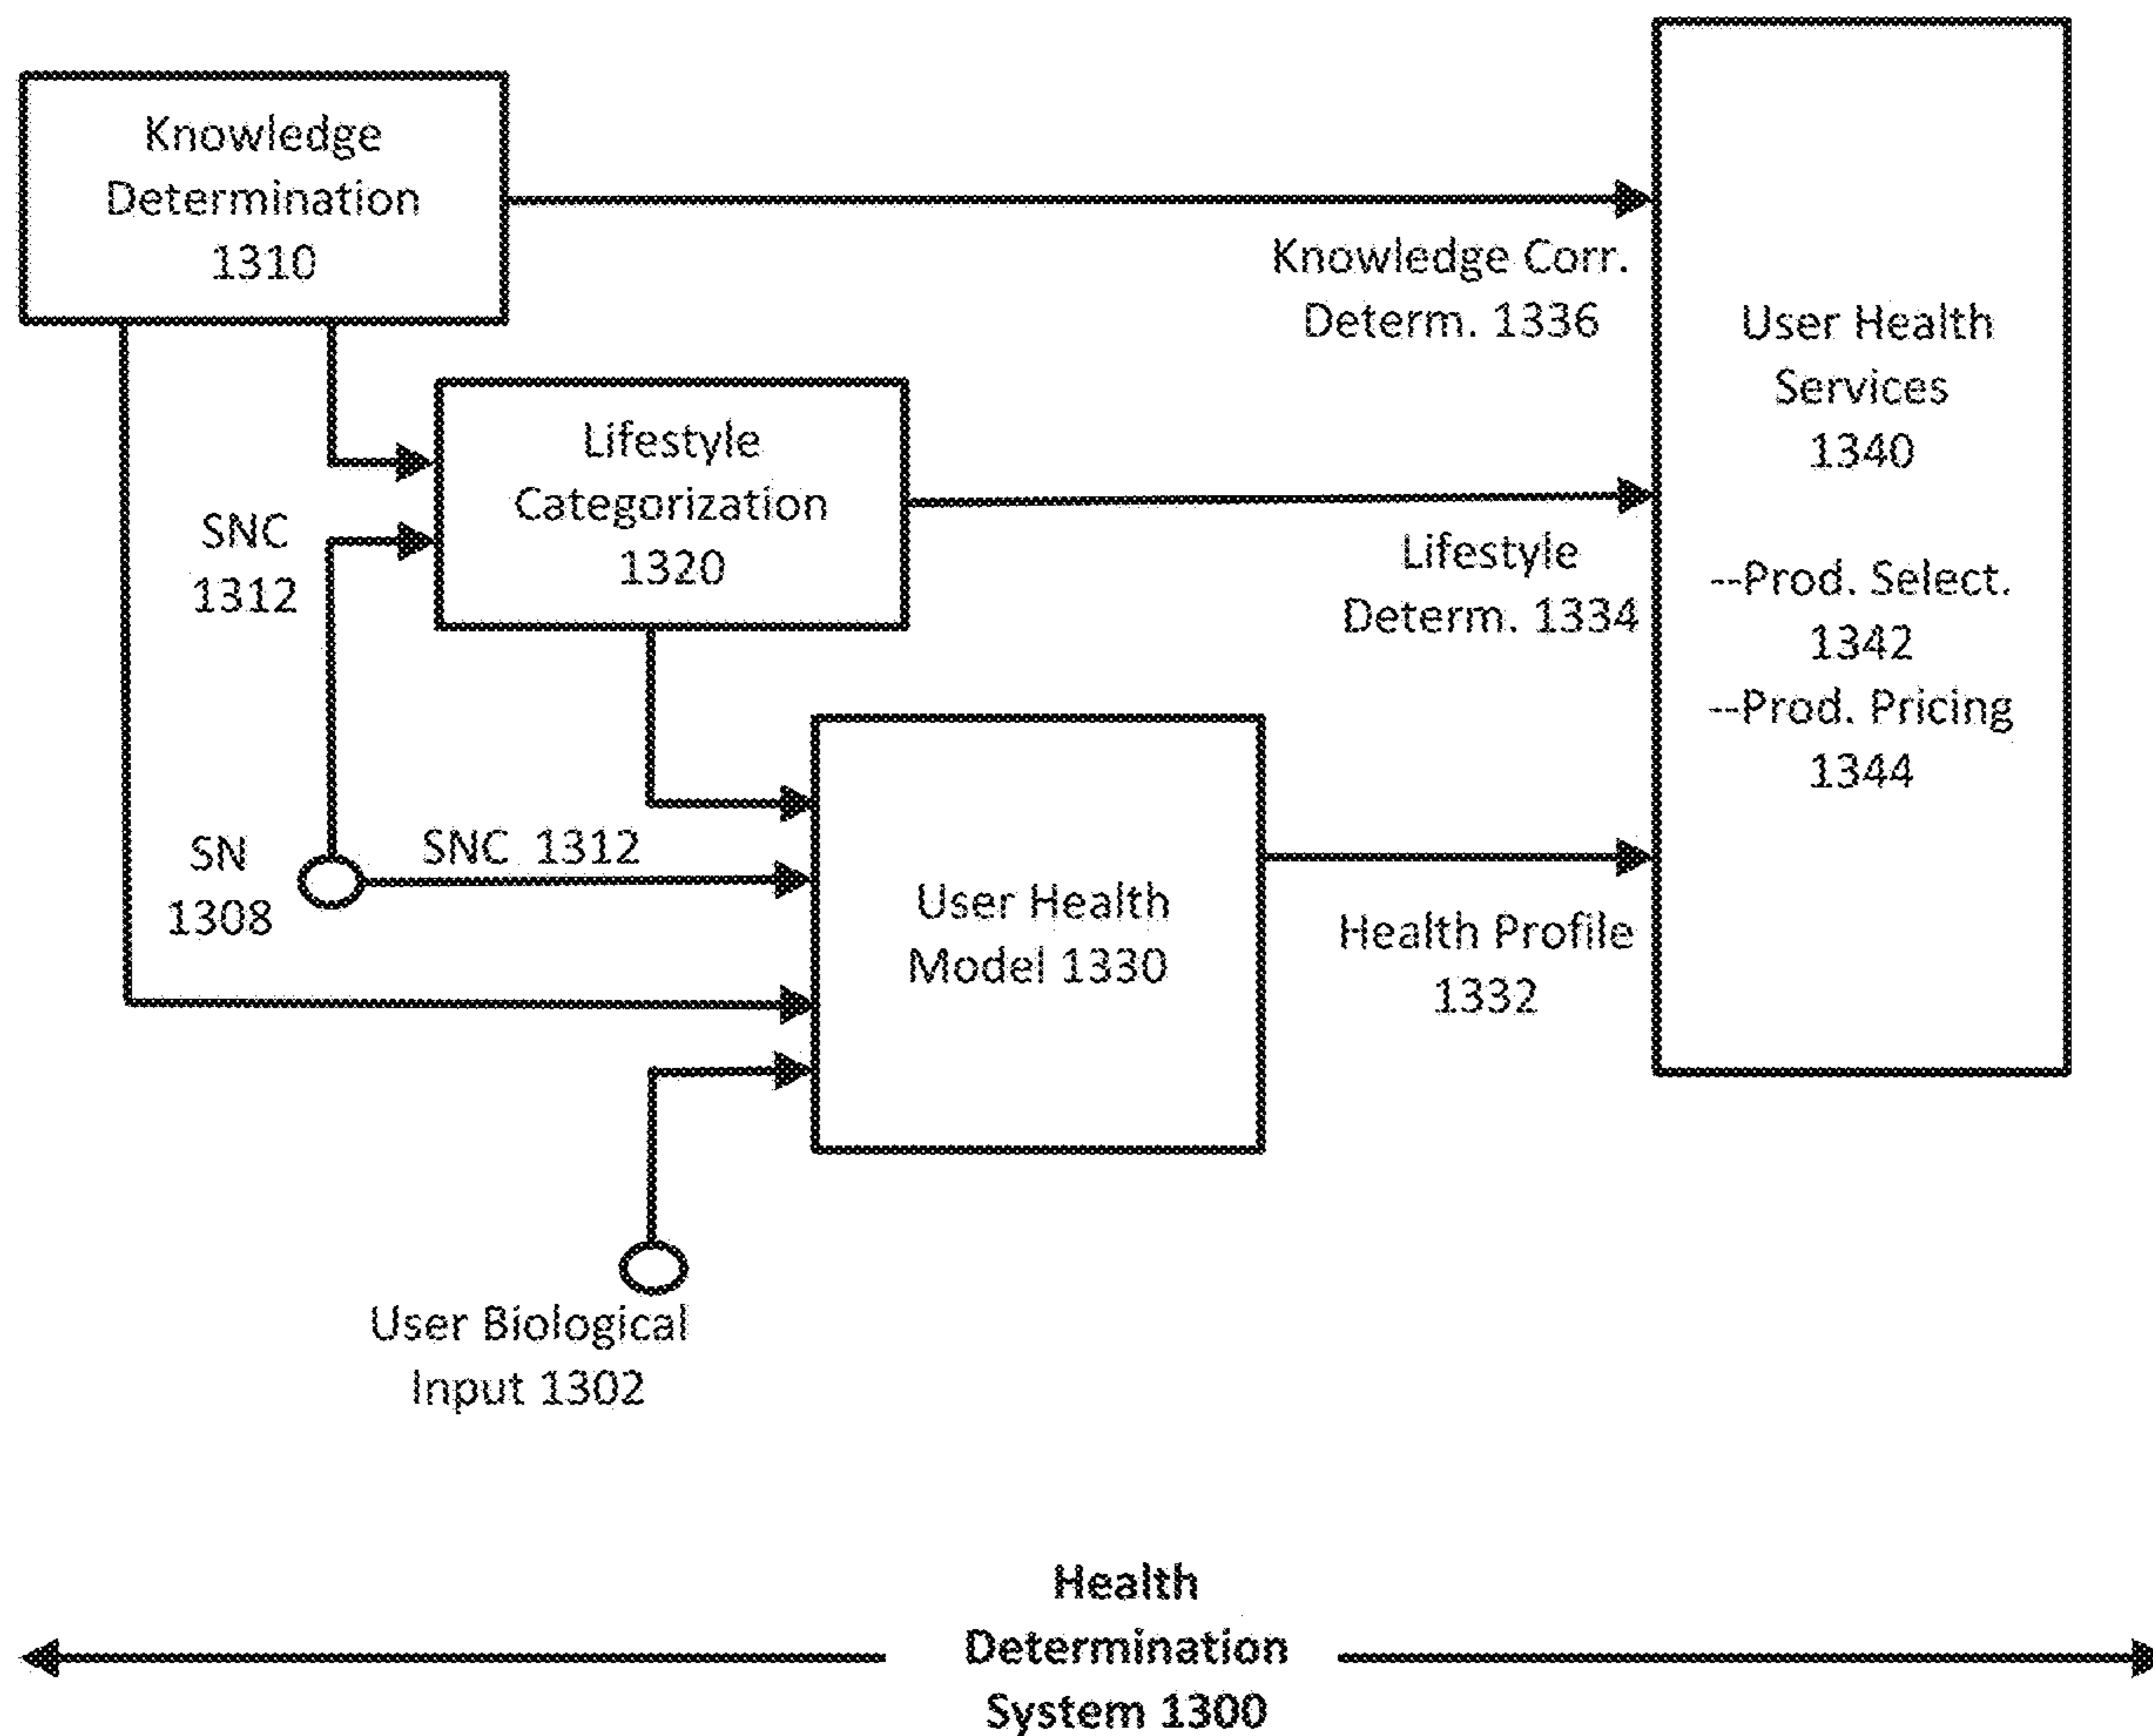 Knowledge
Determination
1310
Knowledge Corr.
Determ. 1336
Lifestyle
Categorization
1320
SNC
1312
Lifestyle
Determ. 1334
User Health
Services
1340
--Prod. Select.
1342
--Prod. Pricing
1344
SN
1308
SNC 1312
User Health
Model 1330
Health Profile
1332
User Biological
Input 1302
Health
Determination
System 1300